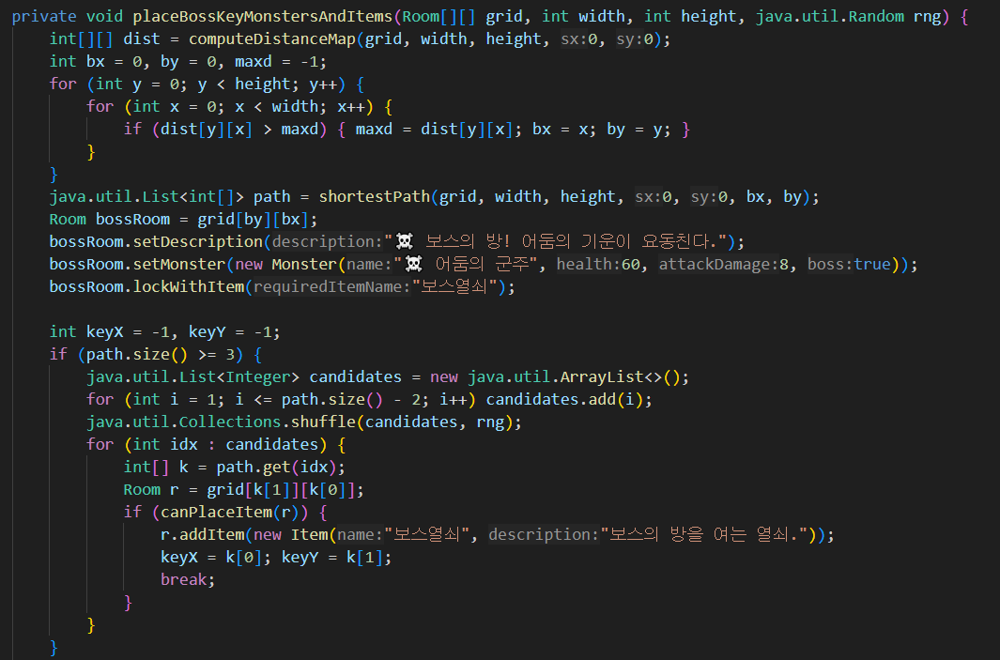 private void placeBossKeyMonstersAndItems(Room[][] grid, int width, int height, java.util.Random rng) {
    int[][] dist = computeDistanceMap(grid, width, height, sx:0, sy:0);
    int bx = 0, by = 0, maxd = -1;
    for (int y = 0; y < height; y++) {
        for (int x = 0; x < width; x++) {
            if (dist[y][x] > maxd) { maxd = dist[y][x]; bx = x; by = y; }
        }
    }
    java.util.List<int[]> path = shortestPath(grid, width, height, sx:0, sy:0, bx, by);
    Room bossRoom = grid[by][bx];
    bossRoom.setDescription(description:"☠️ 보스의 방! 어둠의 기운이 요동친다.");
    bossRoom.setMonster(new Monster(name:"☠️ 어둠의 군주", health:60, attackDamage:8, boss:true));
    bossRoom.lockWithItem(requiredItemName:"보스열쇠");

    int keyX = -1, keyY = -1;
    if (path.size() >= 3) {
        java.util.List<Integer> candidates = new java.util.ArrayList<>();
        for (int i = 1; i <= path.size() - 2; i++) candidates.add(i);
        java.util.Collections.shuffle(candidates, rng);
        for (int idx : candidates) {
            int[] k = path.get(idx);
            Room r = grid[k[1]][k[0]];
            if (canPlaceItem(r)) {
                r.addItem(new Item(name:"보스열쇠", description:"보스의 방을 여는 열쇠."));
                keyX = k[0]; keyY = k[1];
                break;
            }
        }
    }